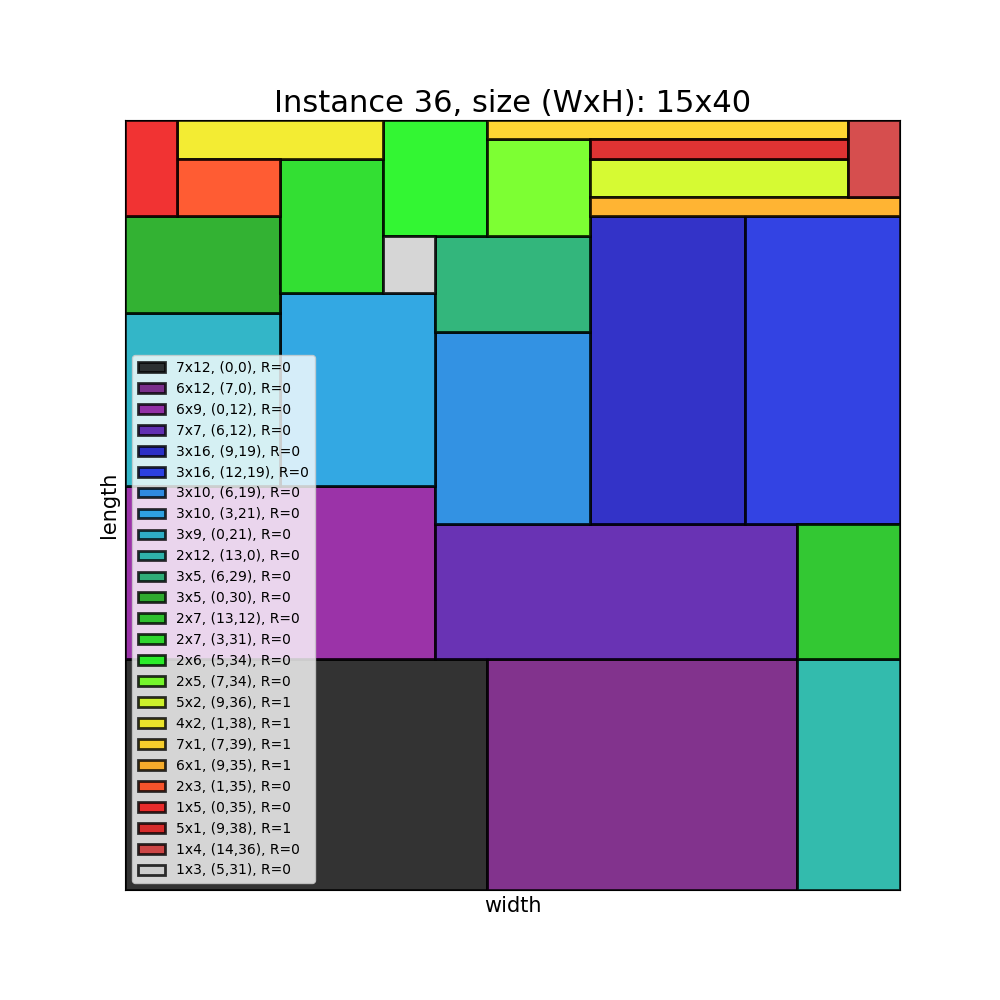 Instance 36, size (WxH): 15x40
length
7x12, (0,0), R=0
6x12, (7,0), R=0
6x9, (0,12), R=0
7x7, (6,12), R=0
3x16, (9,19), R=0
3x16, (12,19), R=0
3x10, (6,19), R=0
3x10, (3,21), R=0
3x9, (0,21), R=0
2x12, (13,0), R=0
3x5, (6,29), R=0
3x5, (0,30), R=0
2x7, (13,12), R=0
2x7, (3,31), R=0
2x6, (5,34), R=0
2x5, (7,34), R=0
5x2, (9,36), R=1
4x2, (1,38), R=1
7x1, (7,39), R=1
6x1, (9,35), R=1
2x3, (1,35), R=0
1x5, (0,35), R=0
5x1, (9,38), R=1
1x4, (14,36), R=0
1x3, (5,31), R=0
width